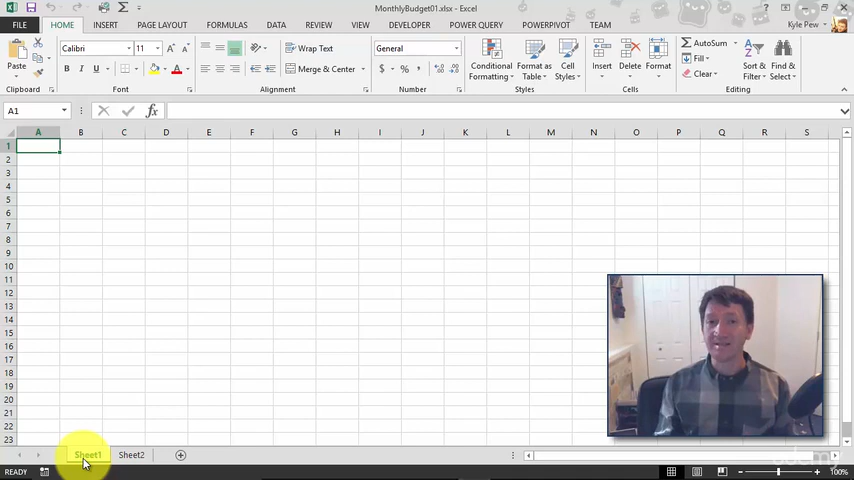 MonthlyBudget01.xlsx - Excel
FILE HOME INSERT PAGE LAYOUT FORMULAS DATA REVIEW VIEW DEVELOPER POWER QUERY POWERPIVOT TEAM Kyle Pew
Calibri 11 Wrap Text General AutoSum
Paste B I U A Merge & Center $ % , Conditional Formatting Format as Table Cell Styles Insert Delete Format Fill Clear Sort & Filter Find & Select
Clipboard Font Alignment Number Styles Cells Editing
A1 fx
A B C D E F G H I J K L M N O P Q R S
1
2
3
4
5
6
7
8
9
10
11
12
13
14
15
16
17
18
19
20
21
22
23
Sheet1 Sheet2
READY 100%
udemy